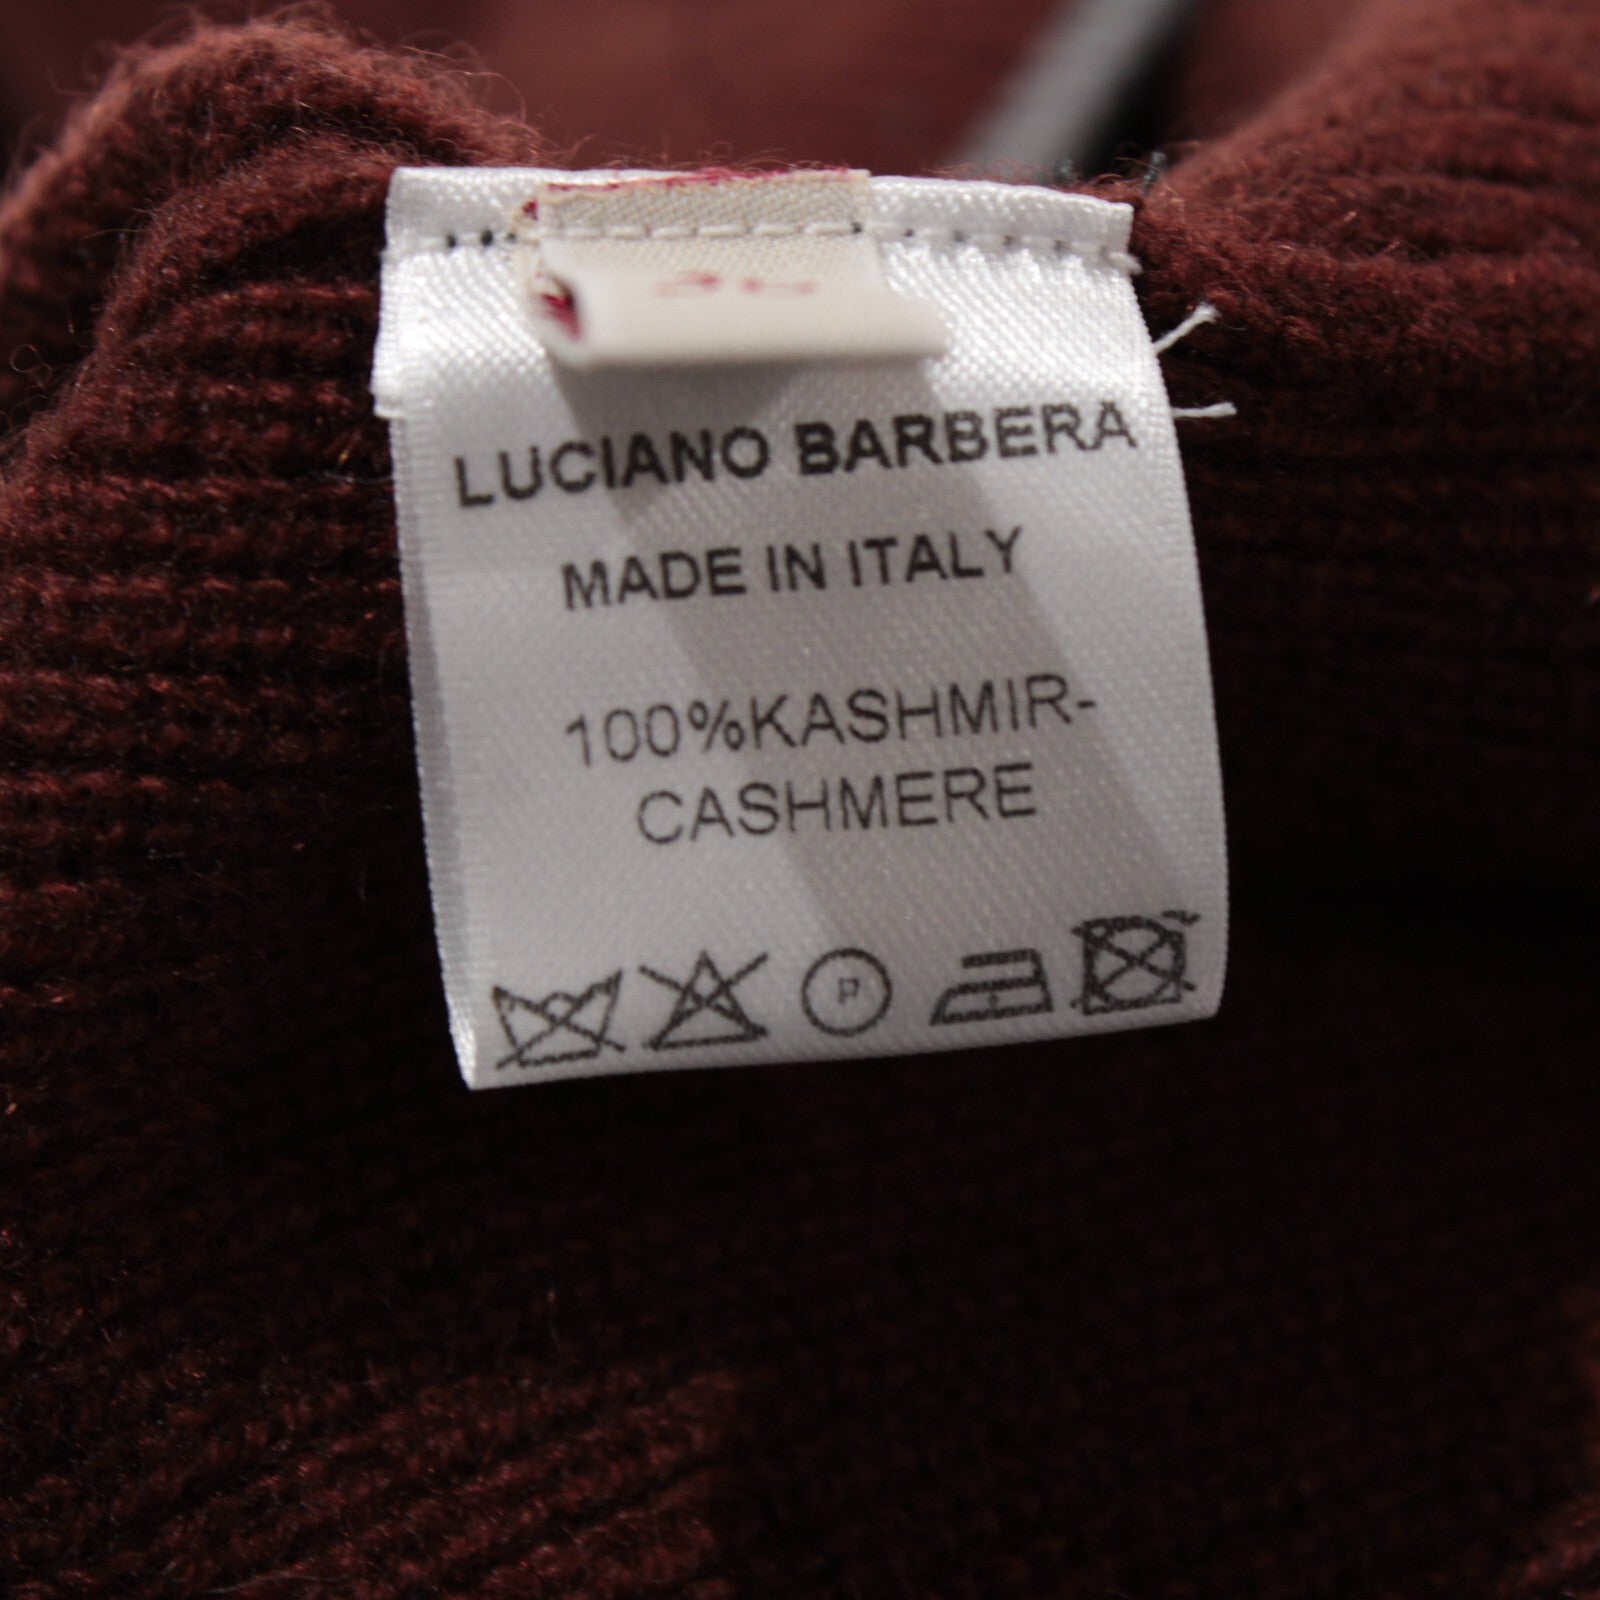 LUCIANO BARBERA
MADE IN ITALY
100%KASHMIR-
CASHMERE
P